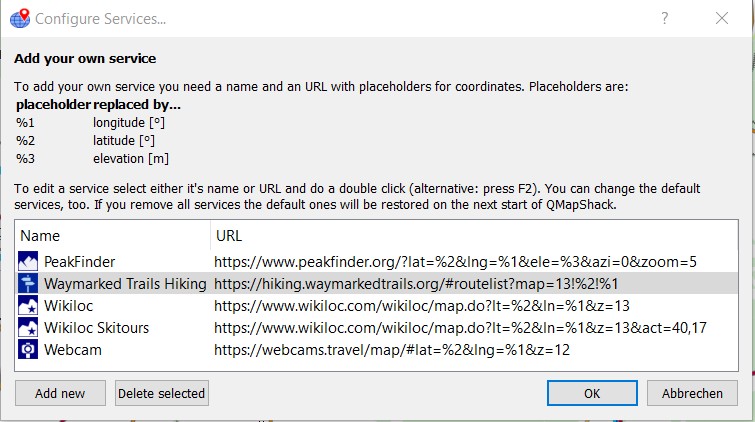 Configure Services...
Add your own service
To add your own service you need a name and an URL with placeholders for coordinates. Placeholders are:
placeholder replaced by...
%1 longitude [°]
%2 latitude [°]
%3 elevation [m]
To edit a service select either it's name or URL and do a double click (alternative: press F2). You can change the default
services, too. If you remove all services the default ones will be restored on the next start of QMapShack.
Name URL
PeakFinder https://www.peakfinder.org/?lat=%2&lng=%1&ele=%3&azi=0&zoom=5
Waymarked Trails Hiking https://hiking.waymarkedtrails.org/#routelist?map=13!%2!%1
Wikiloc https://www.wikiloc.com/wikiloc/map.do?lt=%2&ln=%1&z=13
Wikiloc Skitours https://www.wikiloc.com/wikiloc/map.do?lt=%2&ln=%1&z=13&act=40,17
Webcam https://webcams.travel/map/#lat=%2&lng=%1&z=12
Add new Delete selected OK Abbrechen